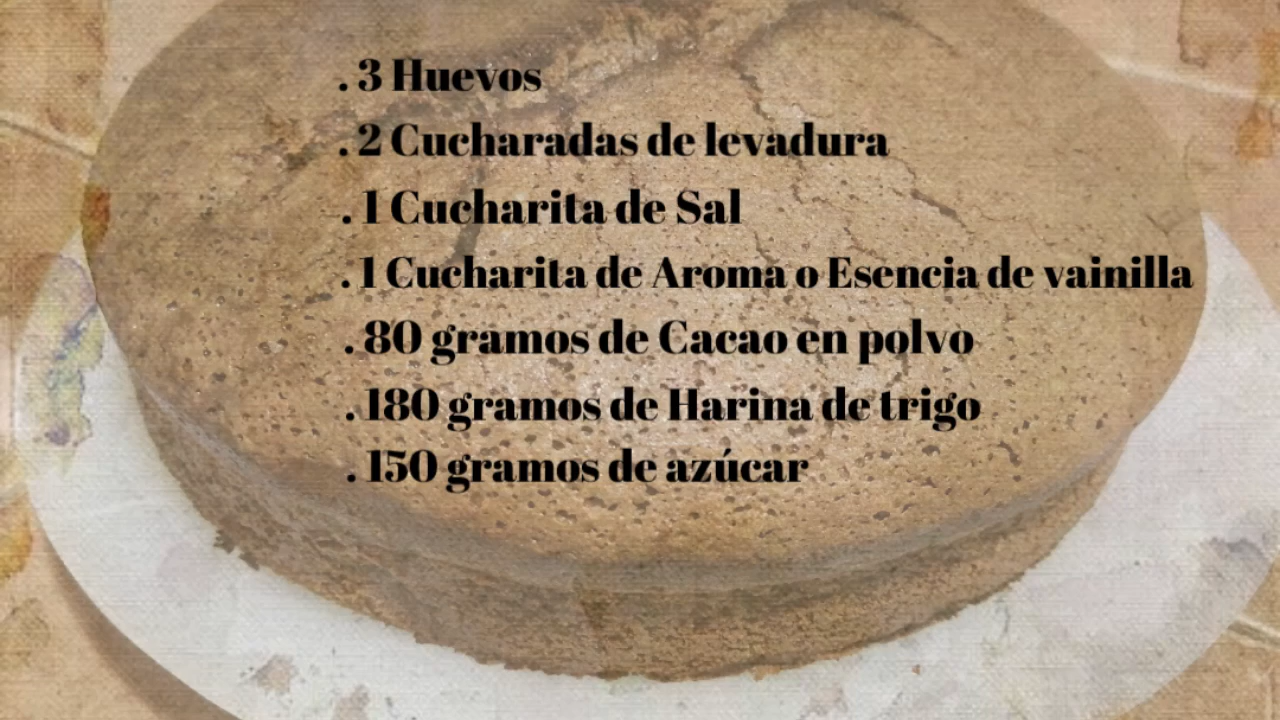 . 3 Huevos
. 2 Cucharadas de levadura
. 1 Cucharita de Sal
. 1 Cucharita de Aroma o Esencia de vainilla
. 80 gramos de Cacao en polvo
. 180 gramos de Harina de trigo
. 150 gramos de azúcar